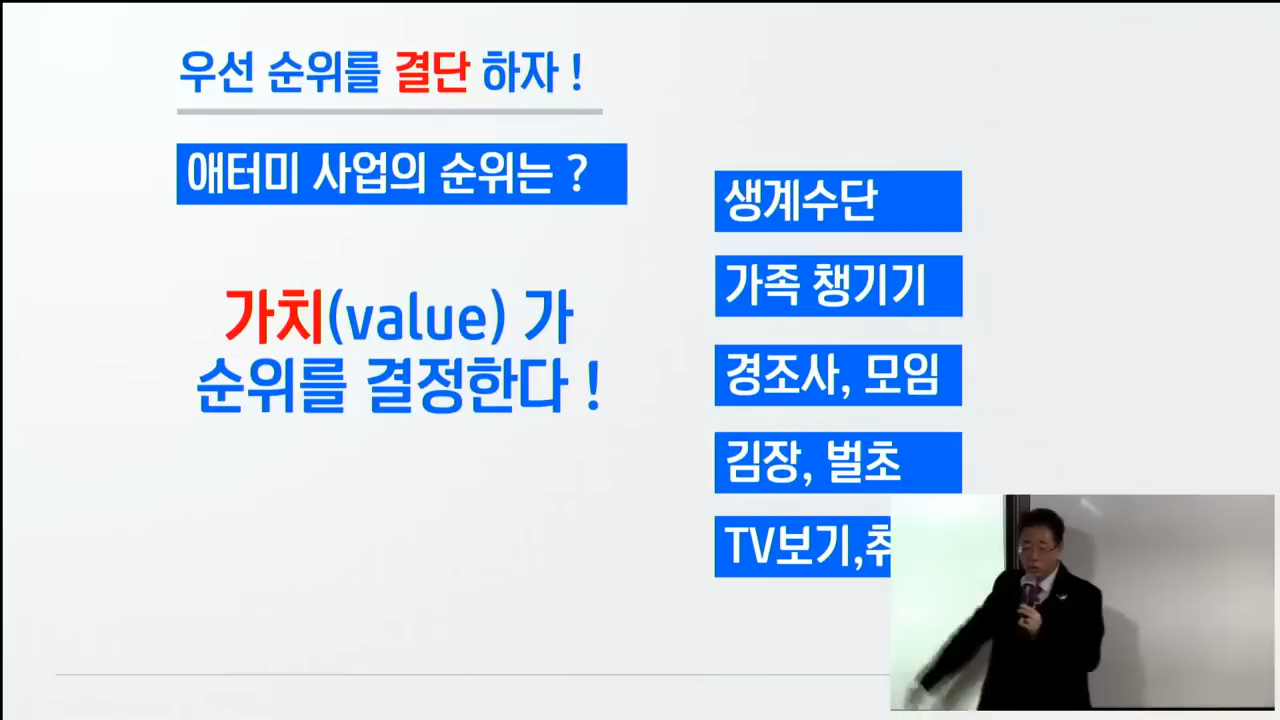 우선 순위를 결단 하자 !
애터미 사업의 순위는 ?
가치(value) 가
순위를 결정한다 !
생계수단
가족 챙기기
경조사, 모임
김장, 벌초
TV보기,